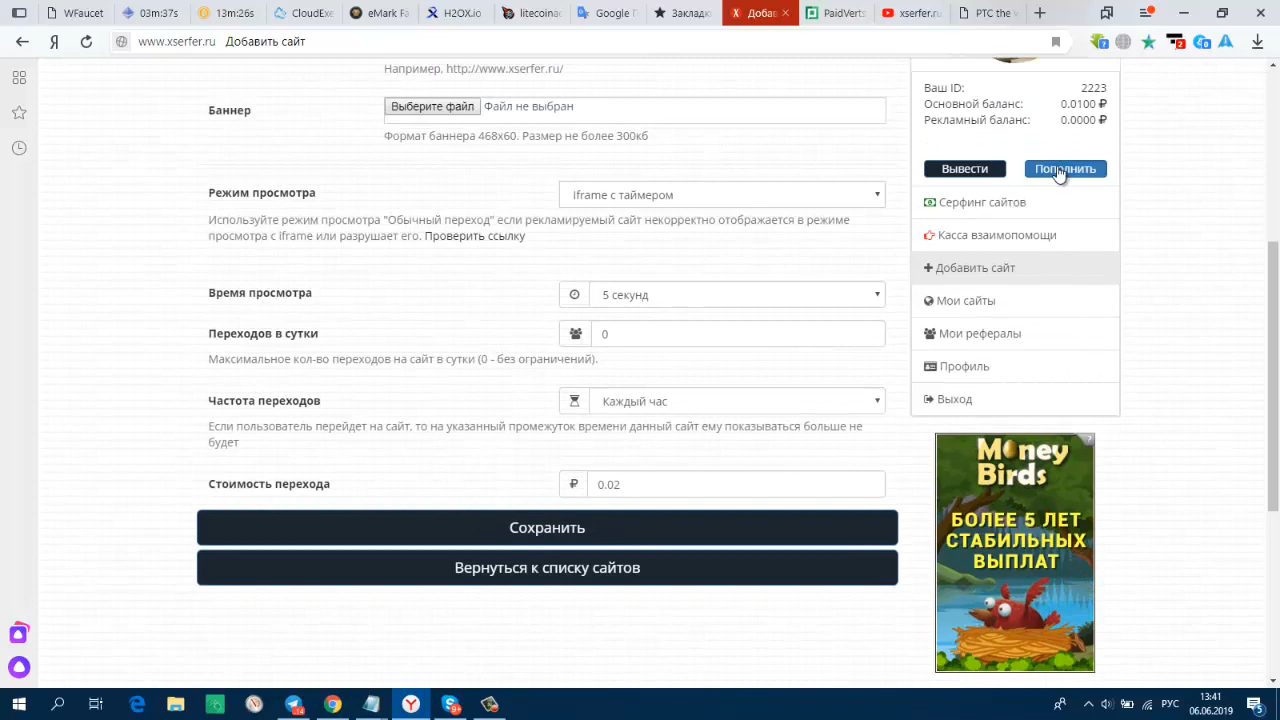 WFauce
03m:37s
CloudExe
eMark Fa
H2OX.io
litecoinc
Google Г
Закладк
Добав
PaidVerts
xserfer.r
PTC тес
www.xserfer.ru Добавить сайт
Например, http://www.xserfer.ru/
Баннер
Выберите файл Файл не выбран
Формат баннера 468х60. Размер не более 300кб
Режим просмотра
Iframe с таймером
Используйте режим просмотра "Обычный переход" если рекламируемый сайт некорректно отображается в режиме
просмотра с Iframe или разрушает его. Проверить ссылку
Время просмотра
5 секунд
Переходов в сутки
0
Максимальное кол-во переходов на сайт в сутки (0 - без ограничений).
Частота переходов
Каждый час
Если пользователь перейдет на сайт, то на указанный промежуток времени данный сайт ему показываться больше не
будет
Стоимость перехода
₽ 0.02
Сохранить
Вернуться к списку сайтов
Ваш ID: 2223
Основной баланс: 0.0100 ₽
Рекламный баланс: 0.0000 ₽
Вывести
Пополнить
Серфинг сайтов
Касса взаимопомощи
Добавить сайт
Мои сайты
Мои рефералы
Профиль
Выход
Money
Birds
БОЛЕЕ 5 ЛЕТ
СТАБИЛЬНЫХ
ВЫПЛАТ
РУС
13:41
06.06.2019